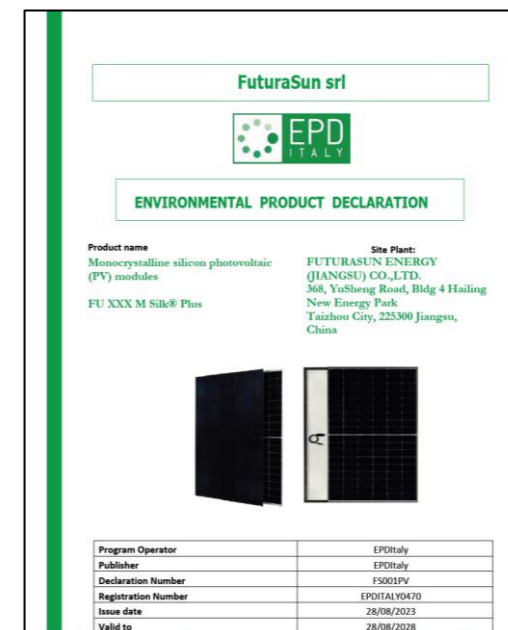 FuturaSun srl
EPD
ITALY
ENVIRONMENTAL PRODUCT DECLARATION
Product name
Monocrystalline silicon photovoltaic
(PV) modules
FU XXX M Silk® Plus
Site Plant:
FUTURASUN ENERGY
(JIANGSU) CO.,LTD.
368, YuSheng Road, Bldg 4 Hailing
New Energy Park
Taizhou City, 225300 Jiangsu,
China
Program Operator EPDItaly
Publisher EPDItaly
Declaration Number FS001PV
Registration Number EPDITALY0470
Issue date 28/08/2023
Valid to 28/08/2028